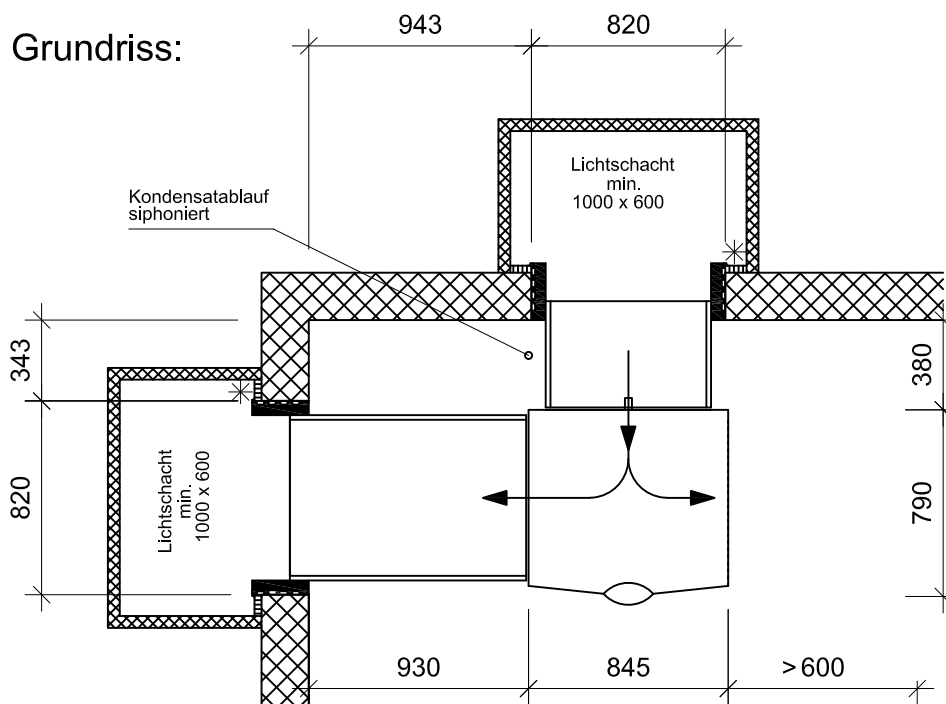 943
820
Grundriss:
Lichtschacht
min.
1000 x 600
Kondensatablauf
siphoniert
343
380
820
Lichtschacht
min.
1000 x 600
790
930
845
>600